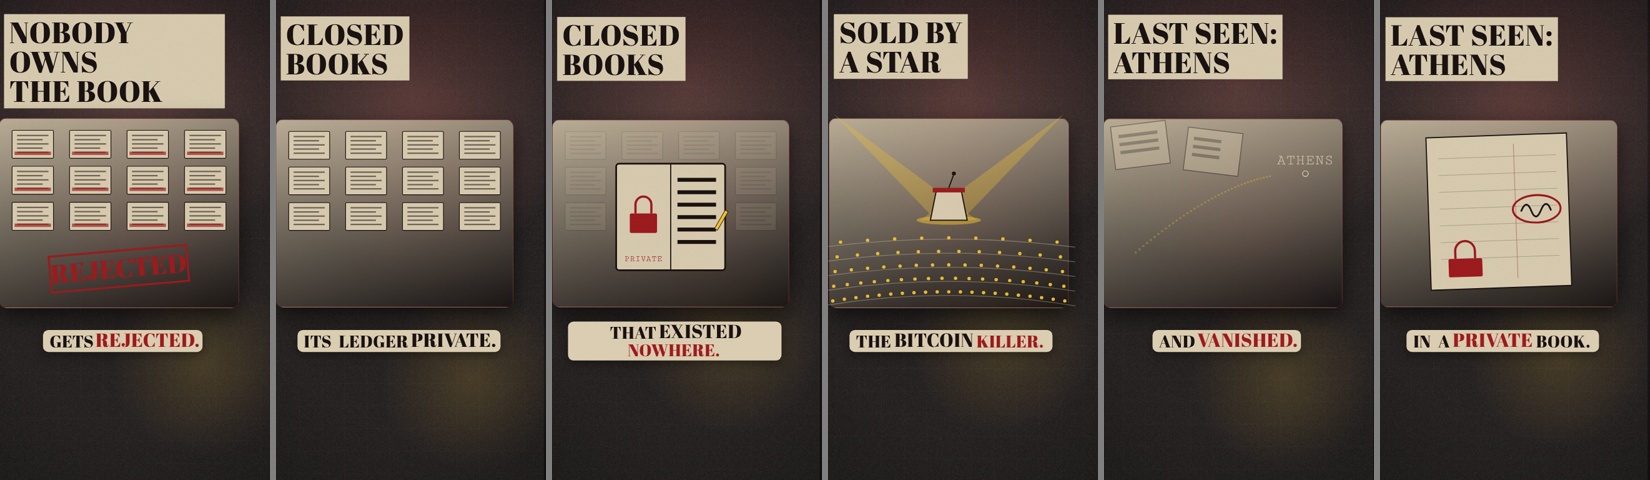 NOBODY
OWNS
THE BOOK
REJECTED
GETS REJECTED.
CLOSED
BOOKS
ITS LEDGER PRIVATE.
CLOSED
BOOKS
PRIVATE
THAT EXISTED
NOWHERE.
SOLD BY
A STAR
THE BITCOIN KILLER.
LAST SEEN:
ATHENS
ATHENS
AND VANISHED.
LAST SEEN:
ATHENS
IN A PRIVATE BOOK.